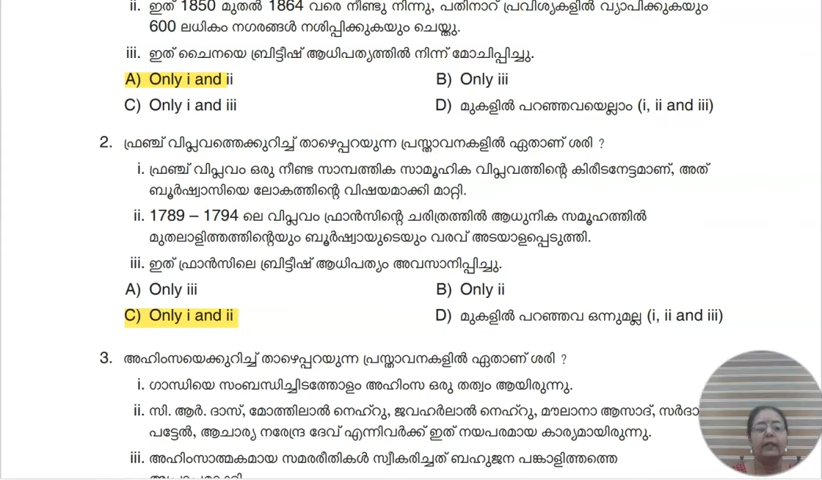 ii. ഇത് 1850 മുതൽ 1864 വരെ നീണ്ടു നിന്നു, പതിനാറ് പ്രവിശ്യകളിൽ വ്യാപിക്കുകയും
600 ലധികം നഗരങ്ങൾ നശിപ്പിക്കുകയും ചെയ്തു.
iii. ഇത് ചൈനയെ ബ്രിട്ടീഷ് ആധിപത്യത്തിൽ നിന്ന് മോചിപ്പിച്ചു.
A) Only i and ii B) Only iii
C) Only i and iii D) മുകളിൽ പറഞ്ഞവയെല്ലാം (i, ii and iii)
2. ഫ്രഞ്ച് വിപ്ലവത്തെക്കുറിച്ച് താഴെപ്പറയുന്ന പ്രസ്താവനകളിൽ ഏതാണ് ശരി ?
i. ഫ്രഞ്ച് വിപ്ലവം ഒരു നീണ്ട സാമ്പത്തിക സാമൂഹിക വിപ്ലവത്തിന്റെ കിരീടനേട്ടമാണ്, അത്
ബൂർഷ്വാസിയെ ലോകത്തിന്റെ വിഷയമാക്കി മാറ്റി.
ii. 1789 – 1794 ലെ വിപ്ലവം ഫ്രാൻസിന്റെ ചരിത്രത്തിൽ ആധുനിക സമൂഹത്തിൽ
മുതലാളിത്തത്തിന്റെയും ബൂർഷ്വായുടെയും വരവ് അടയാളപ്പെടുത്തി.
iii. ഇത് ഫ്രാൻസിലെ ബ്രിട്ടീഷ് ആധിപത്യം അവസാനിപ്പിച്ചു.
A) Only iii B) Only ii
C) Only i and ii D) മുകളിൽ പറഞ്ഞവ ഒന്നുമല്ല (i, ii and iii)
3. അഹിംസയെക്കുറിച്ച് താഴെപ്പറയുന്ന പ്രസ്താവനകളിൽ ഏതാണ് ശരി ?
i. ഗാന്ധിയെ സംബന്ധിച്ചിടത്തോളം അഹിംസ ഒരു തത്വം ആയിരുന്നു.
ii. സി. ആർ. ദാസ്, മോത്തിലാൽ നെഹ്റു, ജവഹർലാൽ നെഹ്റു, മൗലാനാ ആസാദ്, സർദാ
പട്ടേൽ, ആചാര്യ നരേന്ദ്ര ദേവ് എന്നിവർക്ക് ഇത് നയപരമായ കാര്യമായിരുന്നു.
iii. അഹിംസാത്മകമായ സമരരീതികൾ സ്വീകരിച്ചത് ബഹുജന പങ്കാളിത്തത്തെ